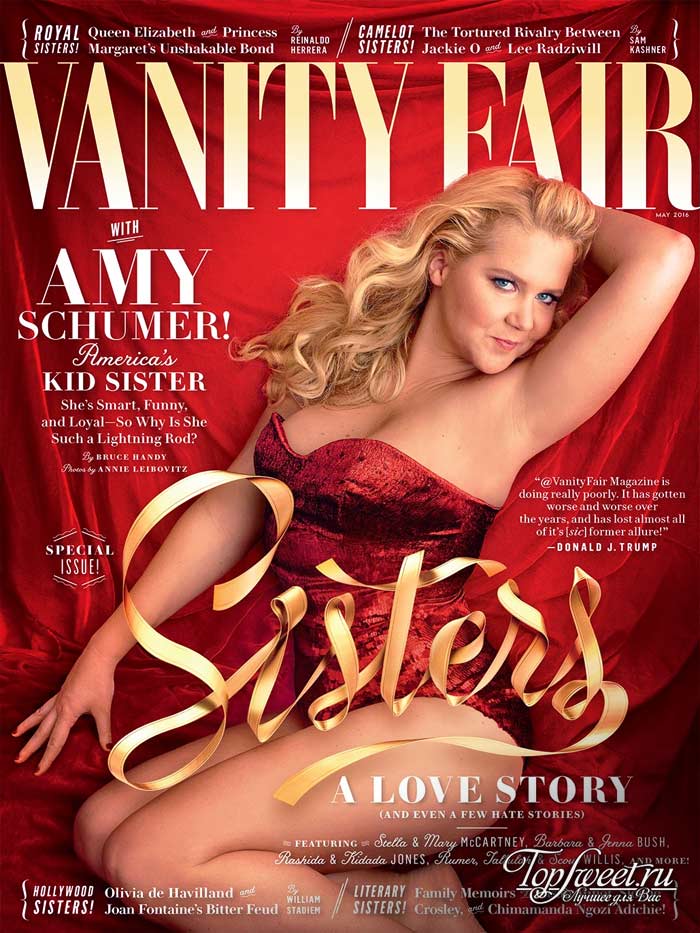 {ROYAL SISTERS!} Queen Elizabeth and Princess Margaret's Unshakable Bond By REINALDO HERRERA
{CAMELOT SISTERS!} The Tortured Rivalry Between Jackie O and Lee Radziwill By SAM KASHNER
VANITY FAIR
MAY 2016
WITH
AMY
SCHUMER!
America's
KID SISTER
She's Smart, Funny,
and Loyal—So Why Is She
Such a Lightning Rod?
By BRUCE HANDY
Photos by ANNIE LEIBOVITZ
"@VanityFair Magazine is
doing really poorly. It has gotten
worse and worse over
the years, and has lost almost all
of it's [sic] former allure!"
—DONALD J. TRUMP
SPECIAL
ISSUE!
Sisters
A LOVE STORY
(AND EVEN A FEW HATE STORIES)
FEATURING Stella & Mary McCARTNEY, Barbara & Jenna BUSH,
Rashida & Kidada JONES, Rumer, & Scout WILLIS, AND MORE!
TopSweet.ru
Лучшее для Вас
{HOLLYWOOD SISTERS!} Olivia de Havilland and Joan Fontaine's Bitter Feud By WILLIAM STADIEM
{LITERARY SISTERS!} Family Memoirs Crosley, and Chimamanda Ngozi Adichie!